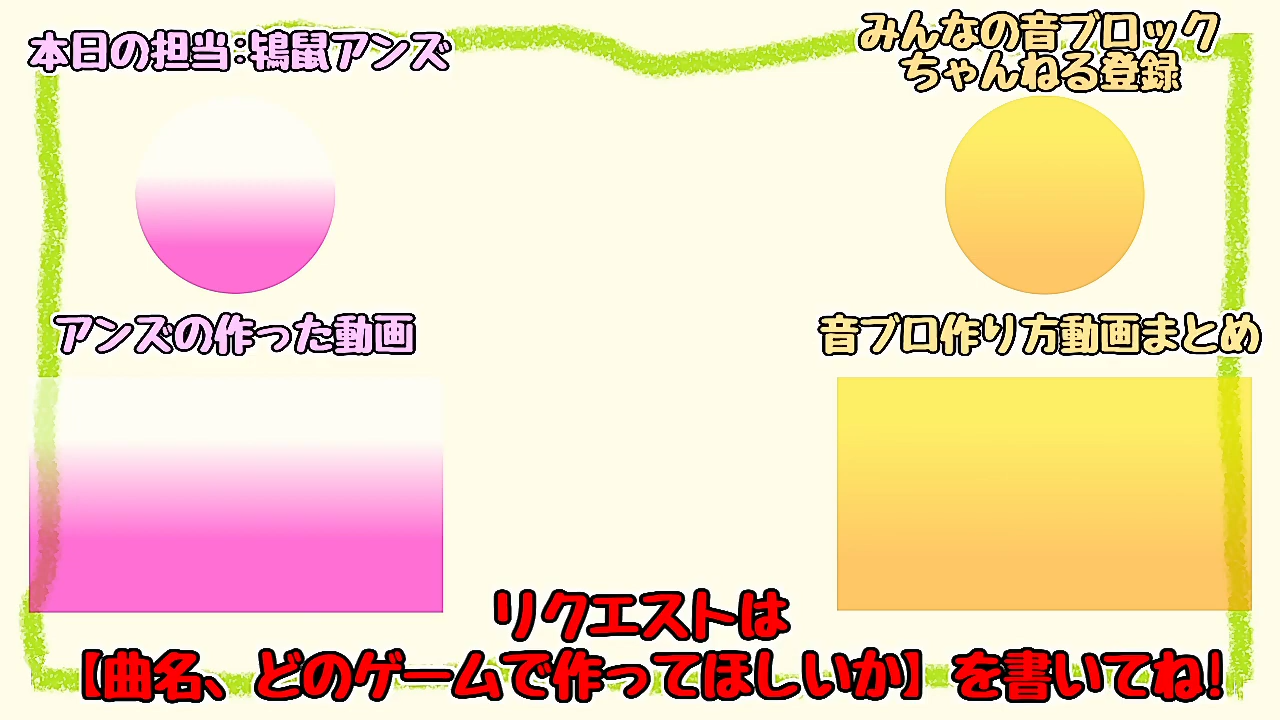 本日の担当:鴇鼠アンズ
みんなの音ブロック
ちゃんねる登録
アンズの作った動画
音ブロ作り方動画まとめ
リクエストは
【曲名、どのゲームで作ってほしいか】を書いてね!